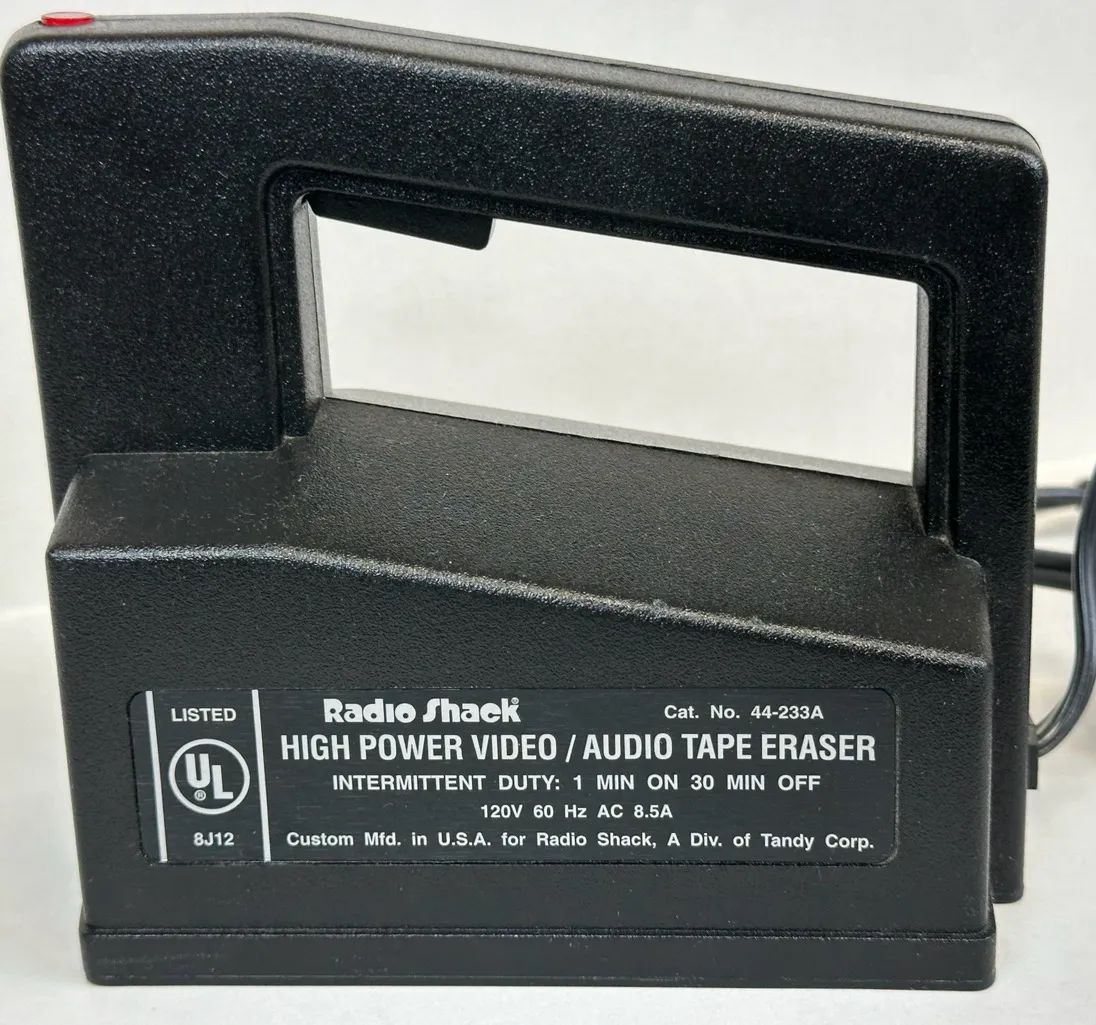 LISTED
UL®
8J12
Radio Shack® Cat. No. 44-233A
HIGH POWER VIDEO / AUDIO TAPE ERASER
INTERMITTENT DUTY: 1 MIN ON 30 MIN OFF
120V 60 Hz AC 8.5A
Custom Mfd. in U.S.A. for Radio Shack, A Div. of Tandy Corp.